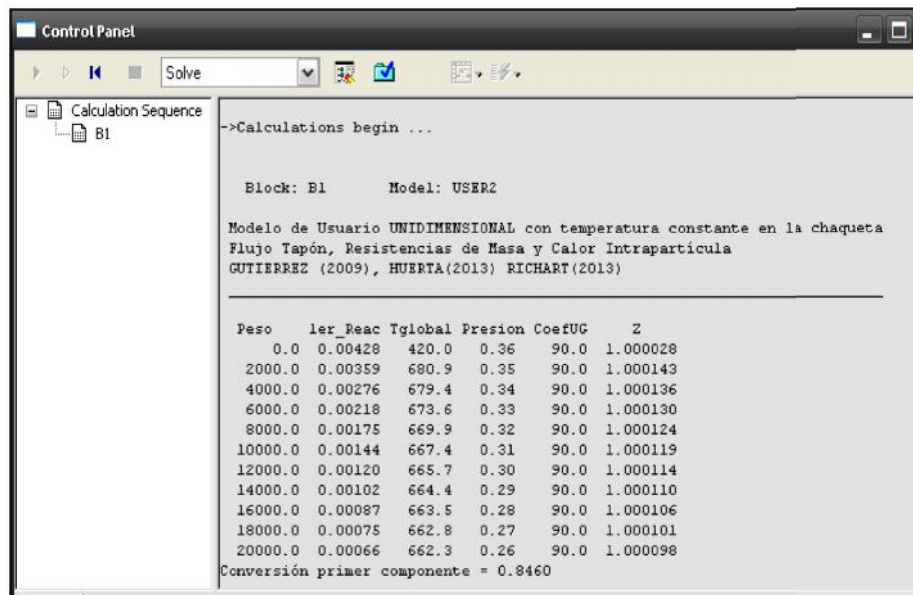 Control Panel
Solve
Calculation Sequence
B1
->Calculations begin ...
Block: B1 Model: USER2
Modelo de Usuario UNIDIMENSIONAL con temperatura constante en la chaqueta
Flujo Tapón, Resistencias de Masa y Calor Intrapartícula
GUTIERREZ (2009), HUERTA(2013) RICHART(2013)
Peso 1er_Reac Tglobal Presion CoefUG Z
0.0 0.00428 420.0 0.36 90.0 1.000028
2000.0 0.00359 680.9 0.35 90.0 1.000143
4000.0 0.00276 679.4 0.34 90.0 1.000136
6000.0 0.00218 673.6 0.33 90.0 1.000130
8000.0 0.00175 669.9 0.32 90.0 1.000124
10000.0 0.00144 667.4 0.31 90.0 1.000119
12000.0 0.00120 665.7 0.30 90.0 1.000114
14000.0 0.00102 664.4 0.29 90.0 1.000110
16000.0 0.00087 663.5 0.28 90.0 1.000106
18000.0 0.00075 662.8 0.27 90.0 1.000101
20000.0 0.00066 662.3 0.26 90.0 1.000098
Conversión primer componente = 0.8460